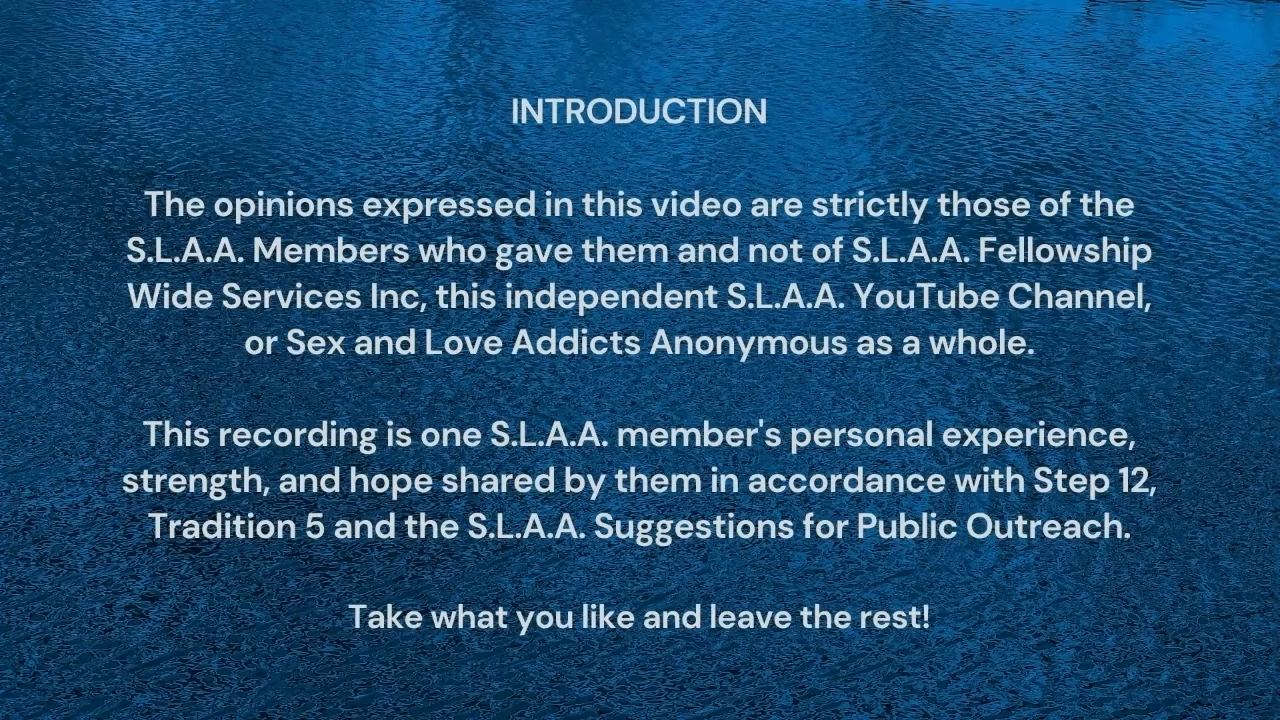 INTRODUCTION
The opinions expressed in this video are strictly those of the
S.L.A.A. Members who gave them and not of S.L.A.A. Fellowship
Wide Services Inc, this independent S.L.A.A. YouTube Channel,
or Sex and Love Addicts Anonymous as a whole.
This recording is one S.L.A.A. member's personal experience,
strength, and hope shared by them in accordance with Step 12,
Tradition 5 and the S.L.A.A. Suggestions for Public Outreach.
Take what you like and leave the rest!